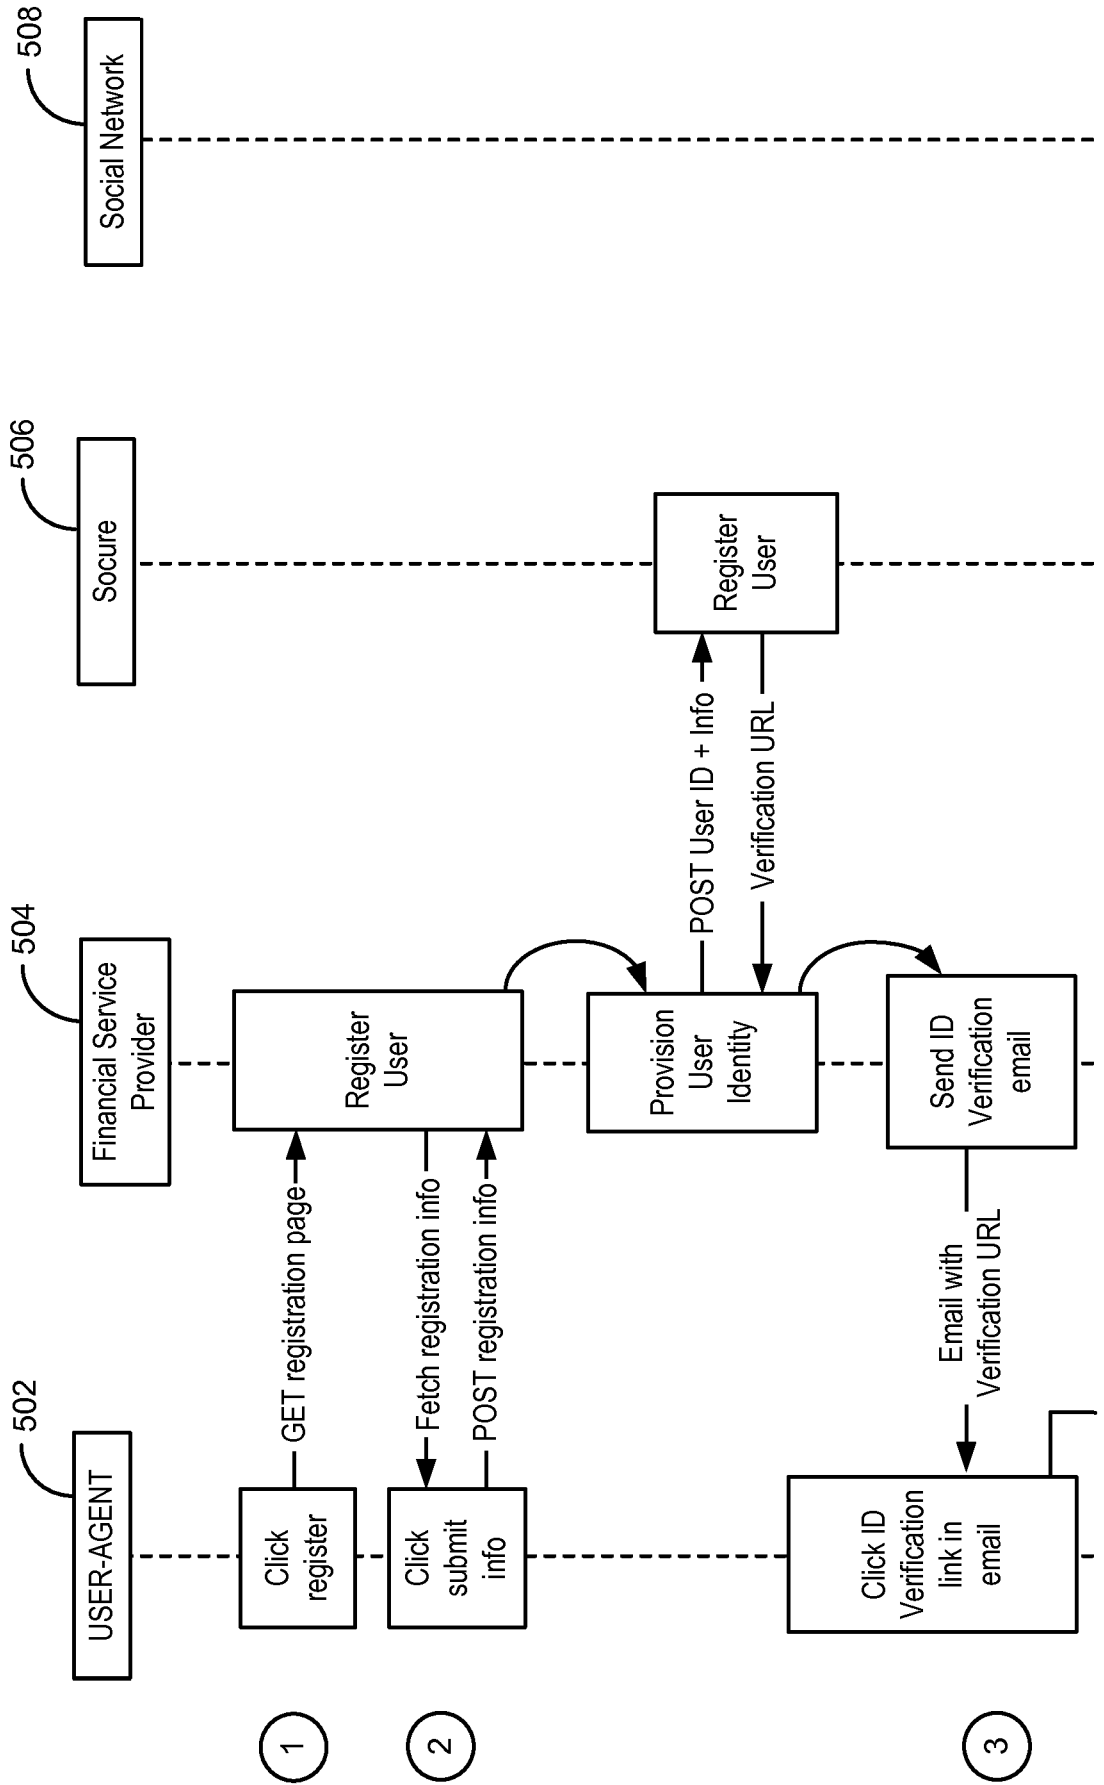 502
504
506
508
USER-AGENT
Financial Service
Provider
Socure
Social Network
1
Click
register
GET registration page
Register
User
2
Click
submit
info
Fetch registration info
POST registration info
Provision
User
Identity
POST User ID + Info
Verification URL
Register
User
3
Click ID
Verification
link in
email
Email with
Verification URL
Send ID
Verification
email